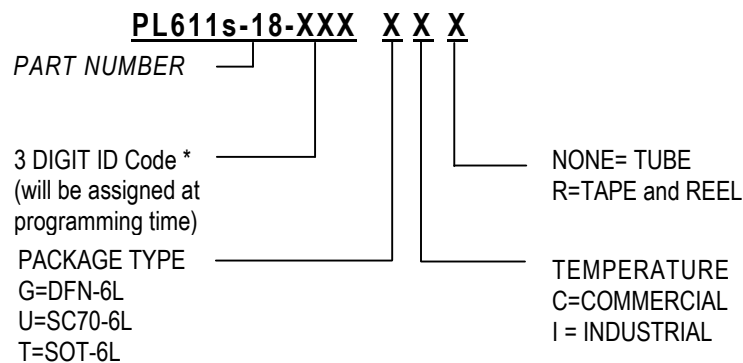 PL611s-18-XXX X X X
PART NUMBER
3 DIGIT ID Code *
(will be assigned at
programming time)
PACKAGE TYPE
G=DFN-6L
U=SC70-6L
T=SOT-6L
NONE= TUBE
R=TAPE and REEL
TEMPERATURE
C=COMMERCIAL
I = INDUSTRIAL